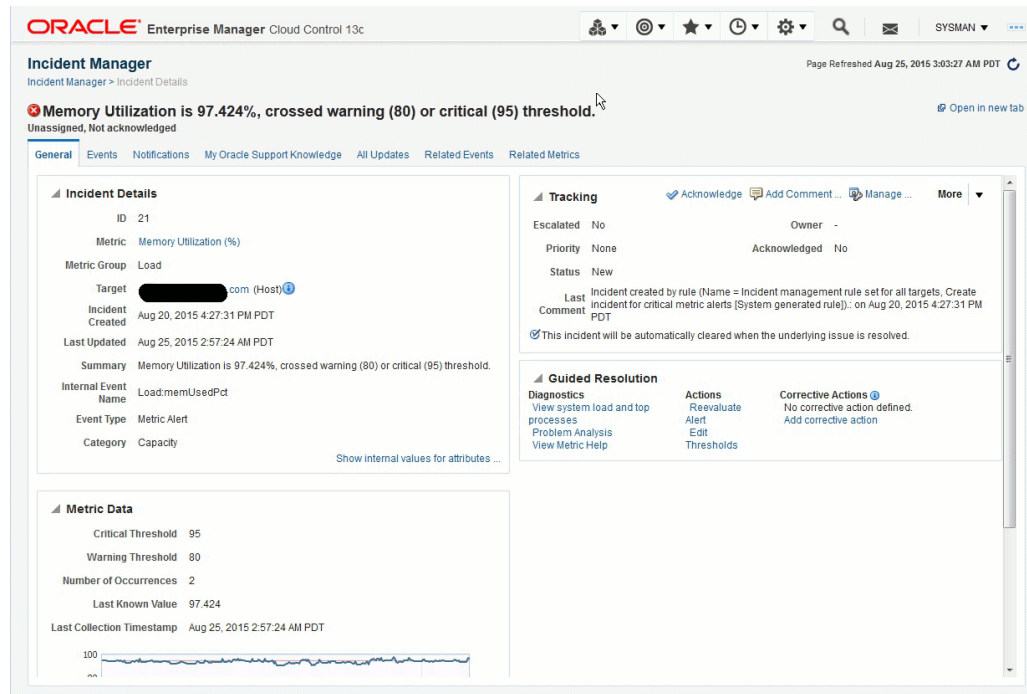 ORACLE Enterprise Manager Cloud Control 13c
SYSMAN
Incident Manager
Page Refreshed Aug 25, 2015 3:03:27 AM PDT
Incident Manager > Incident Details
Memory Utilization is 97.424%, crossed warning (80) or critical (95) threshold.
Open in new tab
Unassigned, Not acknowledged
General Events Notifications My Oracle Support Knowledge All Updates Related Events Related Metrics
Incident Details
ID 21
Metric Memory Utilization (%)
Metric Group Load
Target .com (Host)
Incident Created Aug 20, 2015 4:27:31 PM PDT
Last Updated Aug 25, 2015 2:57:24 AM PDT
Summary Memory Utilization is 97.424%, crossed warning (80) or critical (95) threshold.
Internal Event Name Load:memUsedPct
Event Type Metric Alert
Category Capacity
Show internal values for attributes ...
Tracking Acknowledge Add Comment ... Manage ... More
Escalated No Owner -
Priority None Acknowledged No
Status New
Last Comment Incident created by rule (Name = Incident management rule set for all targets, Create
incident for critical metric alerts [System generated rule]).: on Aug 20, 2015 4:27:31 PM
PDT
This incident will be automatically cleared when the underlying issue is resolved.
Guided Resolution
Diagnostics
View system load and top
processes
Problem Analysis
View Metric Help
Actions
Reevaluate
Alert
Edit
Thresholds
Corrective Actions
No corrective action defined.
Add corrective action
Metric Data
Critical Threshold 95
Warning Threshold 80
Number of Occurrences 2
Last Known Value 97.424
Last Collection Timestamp Aug 25, 2015 2:57:24 AM PDT
100